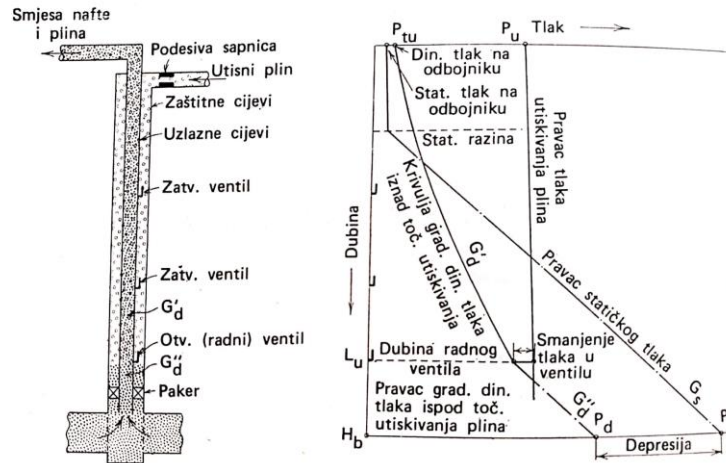 Smjesa nafte
i plina
Podesiva sapnica
Utisni plin
Zaštitne cijevi
Uzlazne cijevi
Zatv. ventil
Zatv. ventil
G'd
Otv. (radni) ventil
G''d
Paker
Ptu
Pu
Tlak
Din. tlak na
odbojniku
Stat. tlak na
odbojniku
Stat. razina
Pravac tlaka
utiskivanja plina
Dubina
Krivulja grad. din. tlaka
iznad toč. utiskivanja
G'd
Pravac statičkog tlaka
Gs
Lu
Dubina radnog
ventila
Smanjenje
tlaka u
ventilu
Pravac grad. din.
tlaka ispod toč.
utiskivanja plina
G''d
Pd
P
Hb
Depresija